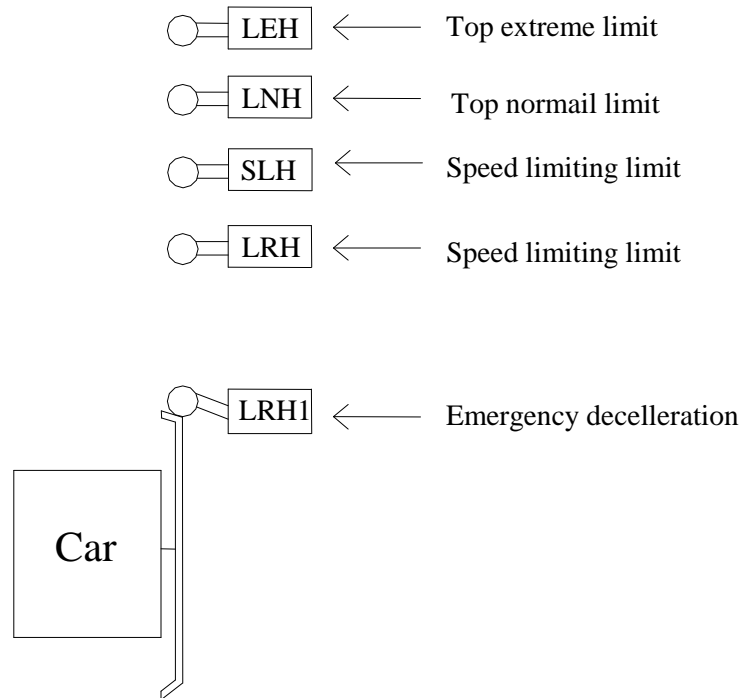 LEH Top extreme limit
LNH Top normail limit
SLH Speed limiting limit
LRH Speed limiting limit
LRH1 Emergency decelleration
Car